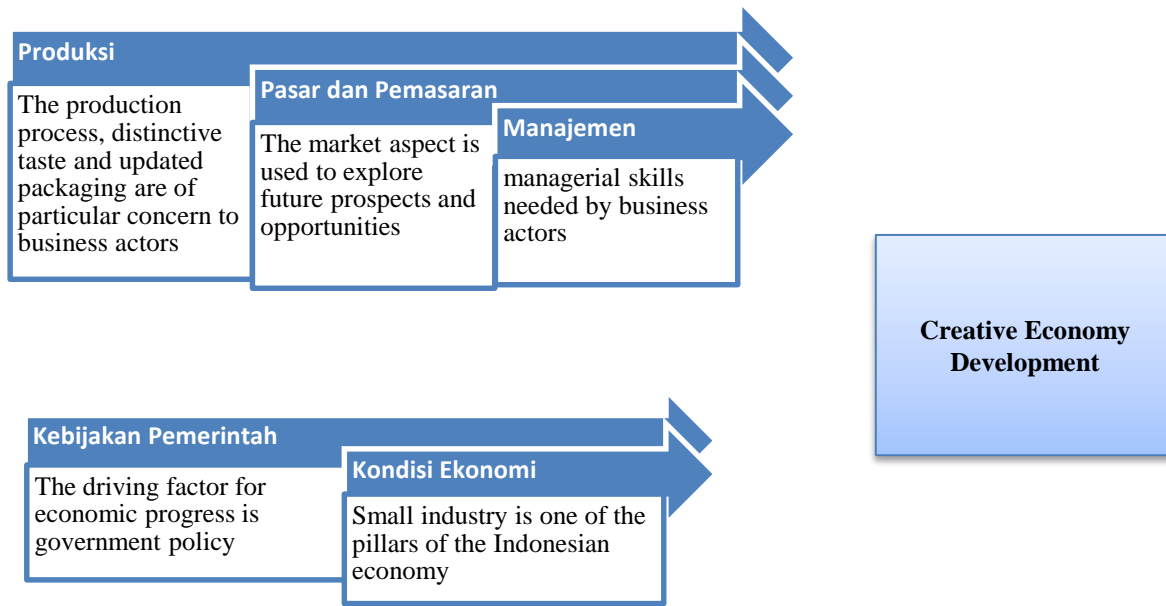 Produksi
The production
process, distinctive
taste and updated
packaging are of
particular concern to
business actors
Pasar dan Pemasaran
The market aspect is
used to explore
future prospects and
opportunities
Manajemen
managerial skills
needed by business
actors
Creative Economy
Development
Kebijakan Pemerintah
The driving factor for
economic progress is
government policy
Kondisi Ekonomi
Small industry is one of the
pillars of the Indonesian
economy